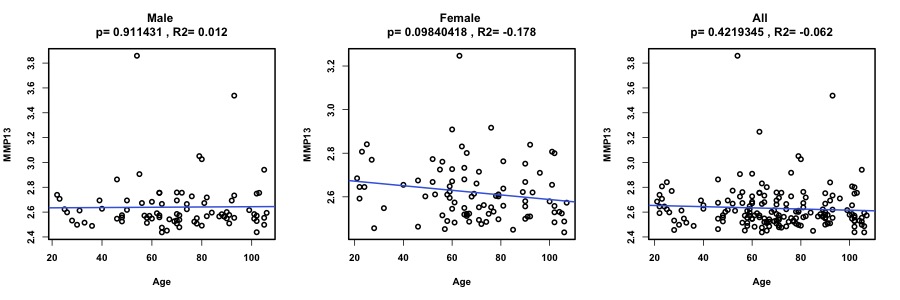 Male
p= 0.911431 , R2= 0.012
MMP13
3.8
3.6
3.4
3.2
3.0
2.8
2.6
2.4
20 40 60 80 100
Age
Female
p= 0.09840418 , R2= -0.178
MMP13
3.2
3.0
2.8
2.6
20 40 60 80 100
Age
All
p= 0.4219345 , R2= -0.062
MMP13
3.8
3.6
3.4
3.2
3.0
2.8
2.6
2.4
20 40 60 80 100
Age